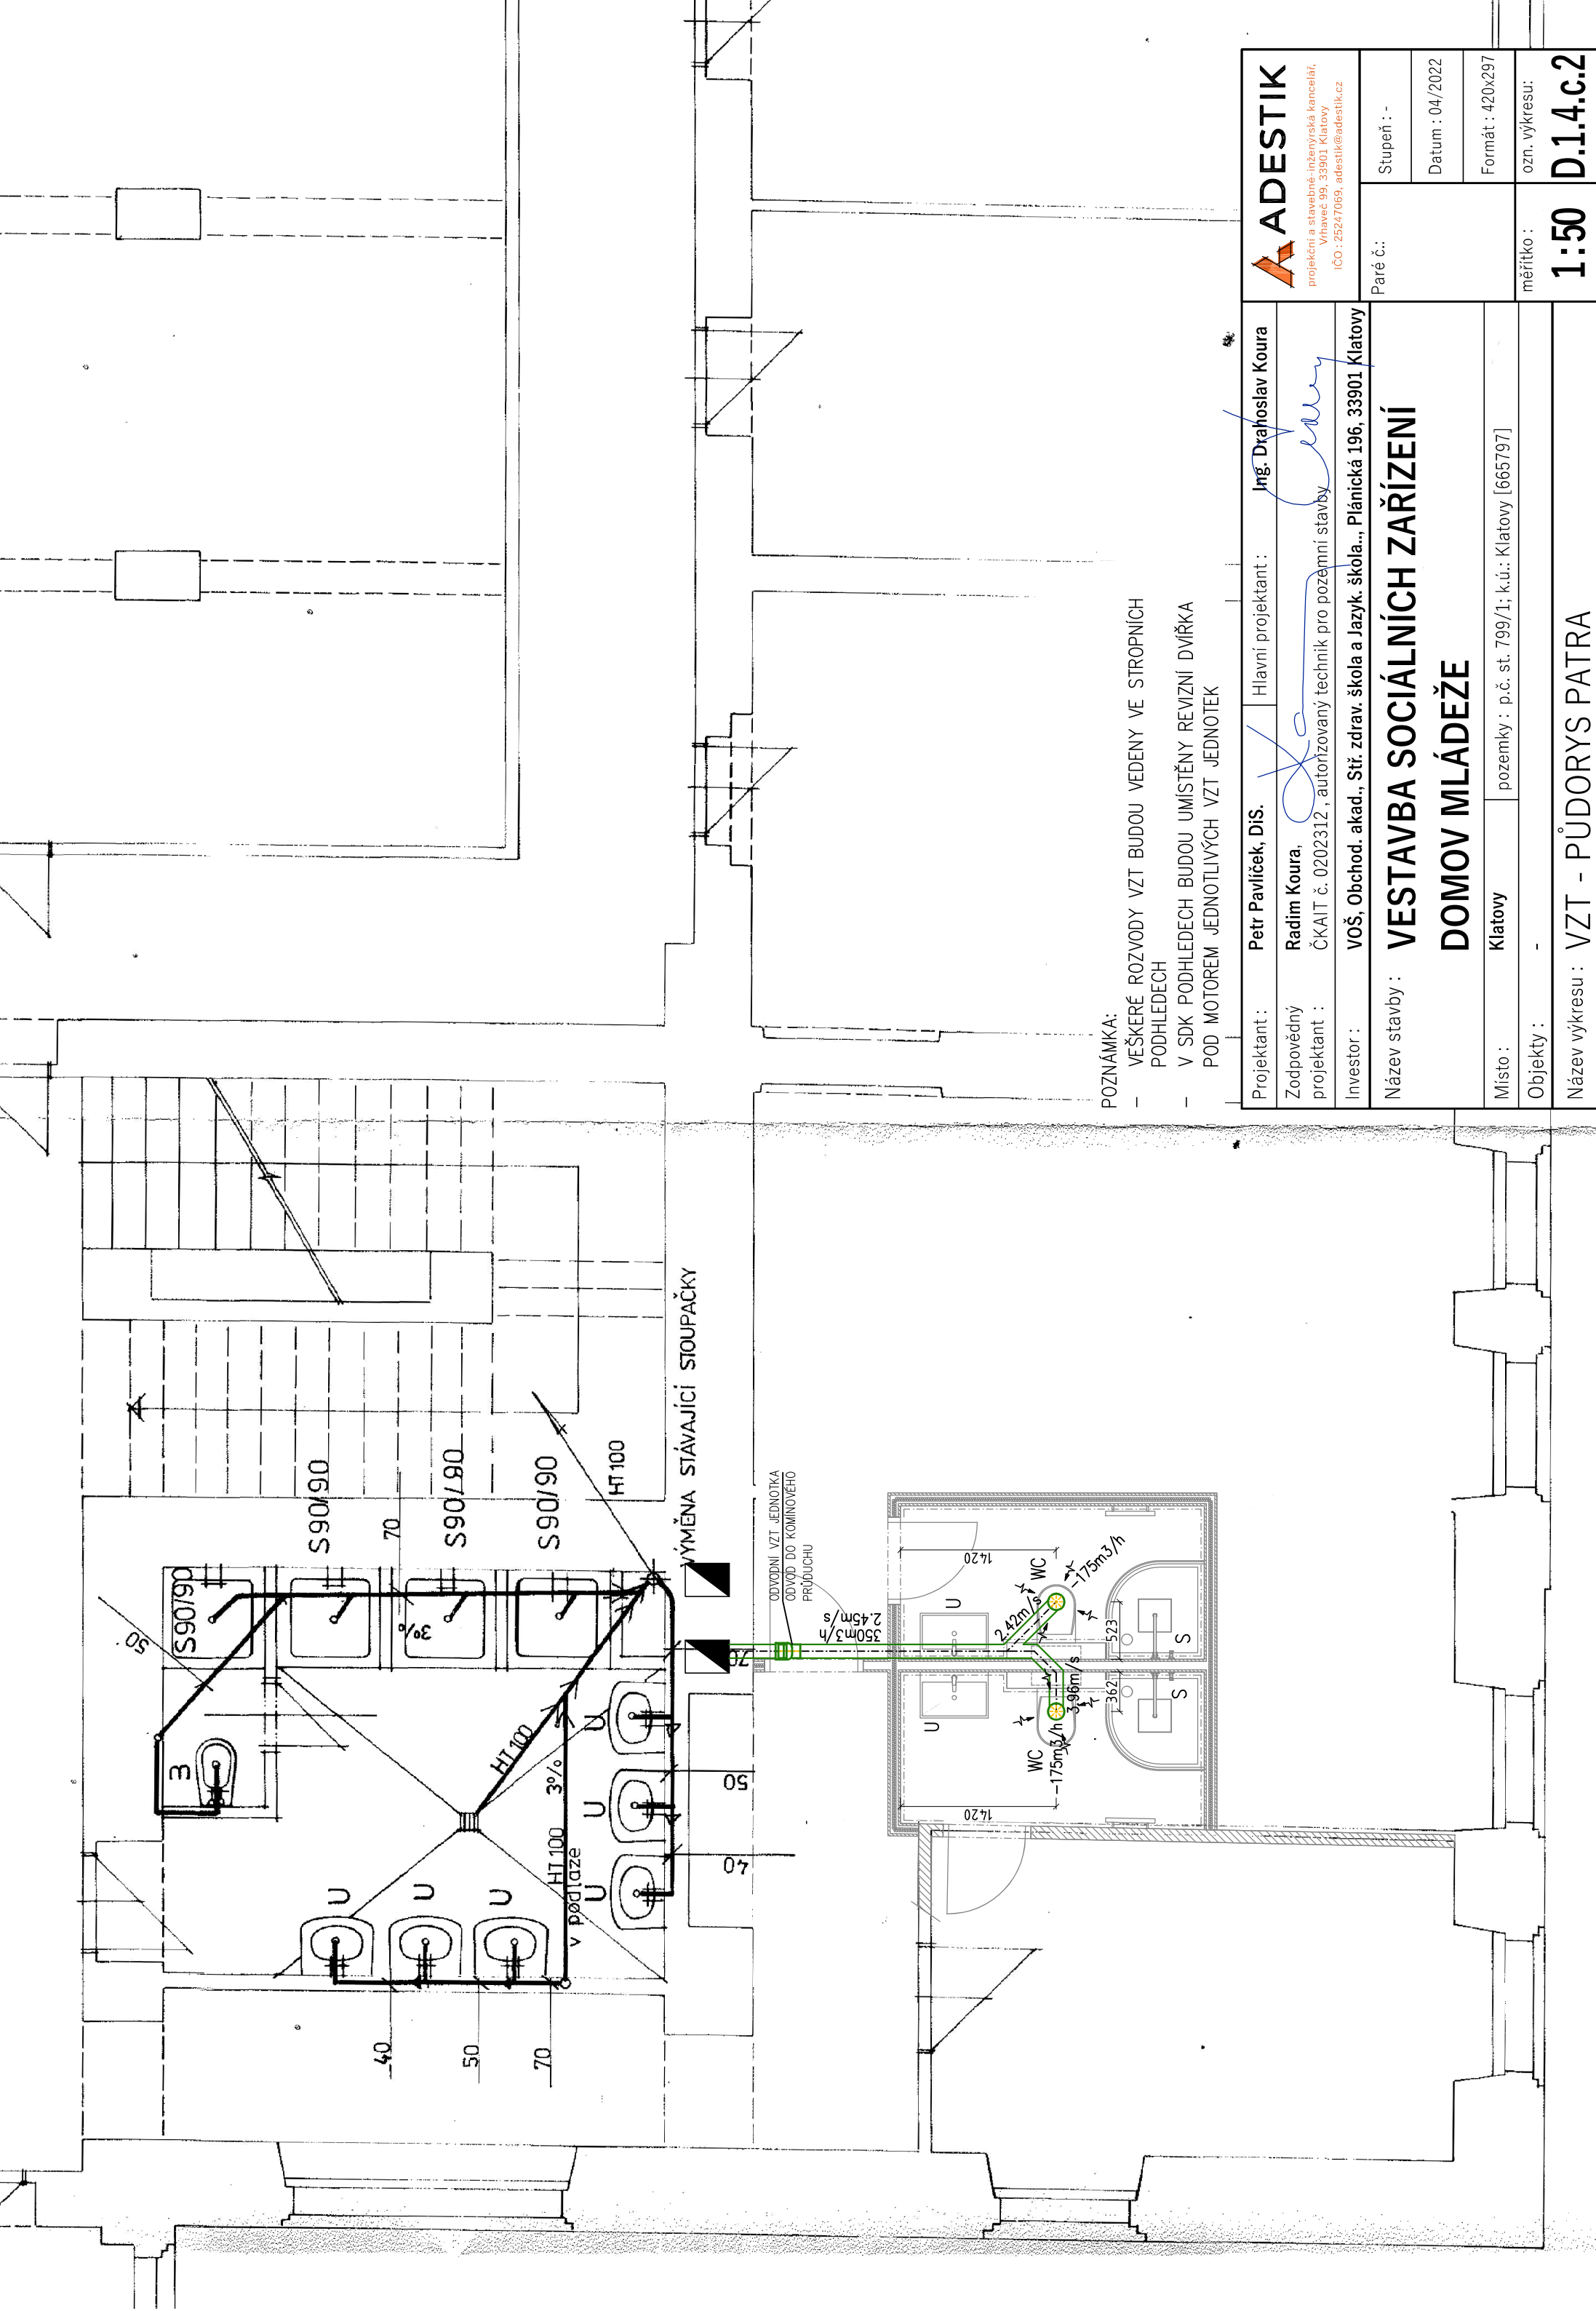 S90/90
S90/90
S90/90
S90/90
50
70
3%
HT100
HT100
3%
HT100
v podlaze
3
U
U
U
U
U
U
40
50
70
40
50
70
VÝMĚNA STÁVAJÍCÍ STOUPAČKY
ODVODNÍ VZT JEDNOTKA
ODVOD DO KOMÍNOVÉHO
PRŮDUCHU
350m3/h
2.45m/s
2.42m/s
3.96m/s
-175m3/h
-175m3/h
WC
WC
U
U
S
S
1420
1420
523
362
POZNÁMKA:
- VEŠKERÉ ROZVODY VZT BUDOU VEDENY VE STROPNÍCH
PODHLEDECH
- V SDK PODHLEDECH BUDOU UMÍSTĚNY REVIZNÍ DVÍŘKA
POD MOTOREM JEDNOTLIVÝCH VZT JEDNOTEK
Projektant : Petr Pavlíček, DiS. Hlavní projektant : Ing. Drahoslav Koura
Zodpovědný Radim Koura,
projektant : ČKAIT č. 0202312 , autorizovaný technik pro pozemní stavby
Investor : VOŠ, Obchod. akad., Stř. zdrav. škola a Jazyk. škola.., Plánická 196, 33901 Klatovy
Název stavby : VESTAVBA SOCIÁLNÍCH ZAŘÍZENÍ
DOMOV MLÁDEŽE
Místo : Klatovy pozemky : p.č. st. 799/1; k.ú.: Klatovy [665797]
Objekty : -
Název výkresu : VZT - PŮDORYS PATRA
ADESTIK
projekční a stavebně-inženýrská kancelář,
Vrhaveč 99, 33901 Klatovy
IČO : 25247069, adestik@adestik.cz
Paré č.:
Stupeň : -
Datum : 04/2022
Formát : 420x297
měřítko :
1:50
ozn. výkresu:
D.1.4.c.2